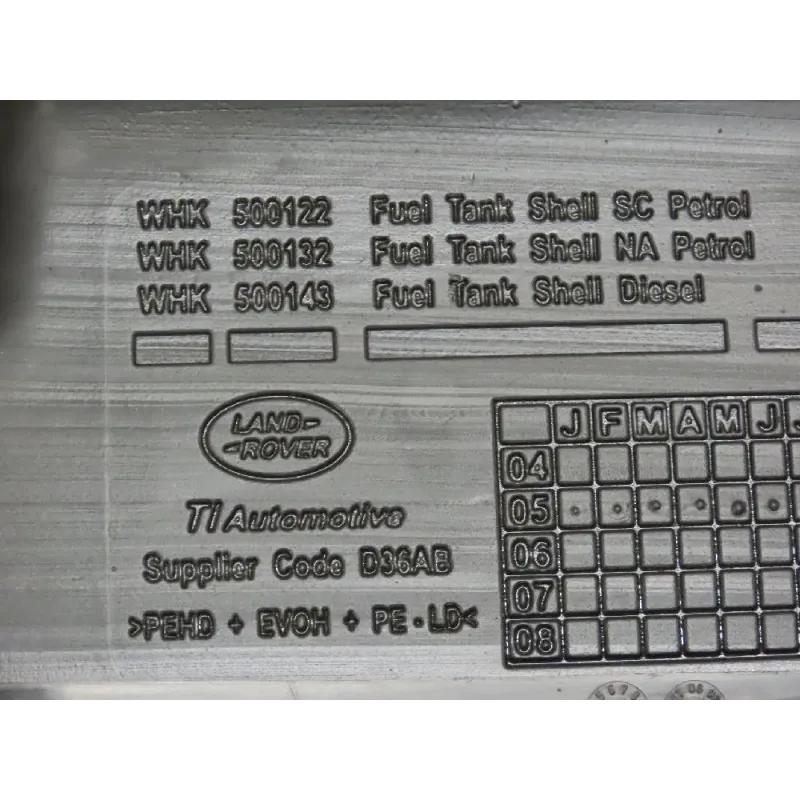 WHK 500122 Fuel Tank Shell SC Petrol
WHK 500132 Fuel Tank Shell NA Petrol
WHK 500143 Fuel Tank Shell Diesel
LAND-
-ROVER
TI Automotive
Supplier Code D36AB
>PEHD + EVOH + PE - LD<
J F M A M J
04
05
06
07
08